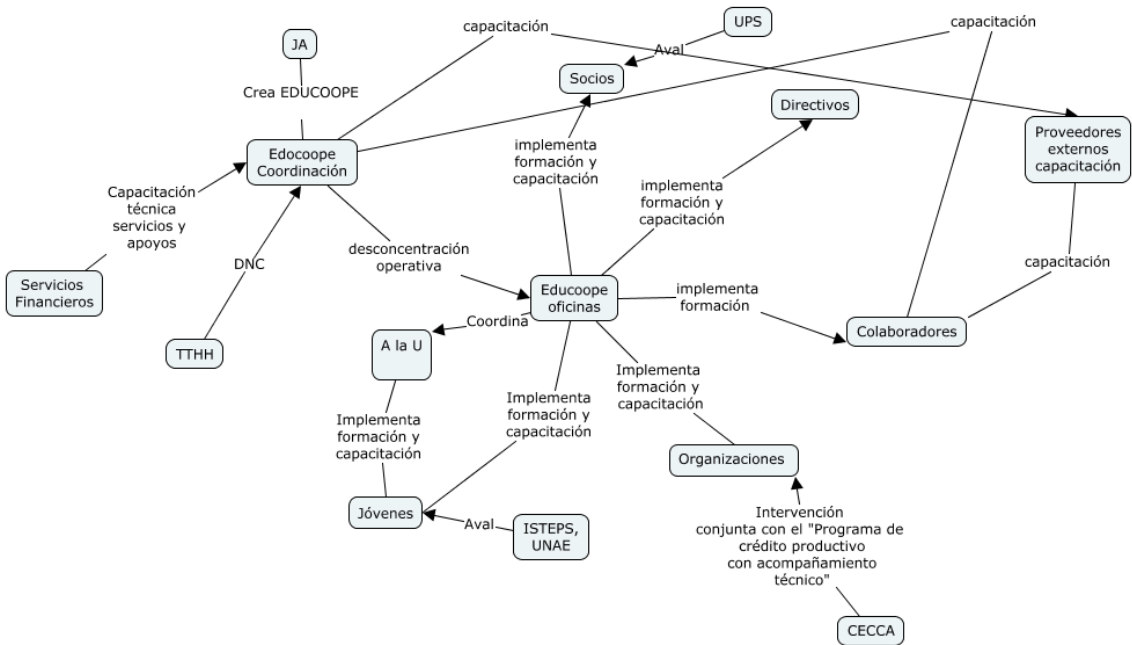 UPS
capacitación
capacitación
JA
Aval
Socios
Crea EDUCOOPE
Directivos
Proveedores
externos
capacitación
Edocoope
Coordinación
implementa
formación y
capacitación
Capacitación
técnica
servicios y
apoyos
implementa
formación y
capacitación
desconcentración
operativa
DNC
capacitación
Servicios
Financieros
Educoope
oficinas
implementa
formación
Coordina
Colaboradores
A la U
TTHH
Implementa
formación y
capacitación
Implementa
formación y
capacitación
Implementa
formación y
capacitación
Organizaciones
Jóvenes
Aval
ISTEPS,
UNAE
Intervención
conjunta con el "Programa de
crédito productivo
con acompañamiento
técnico"
CECCA